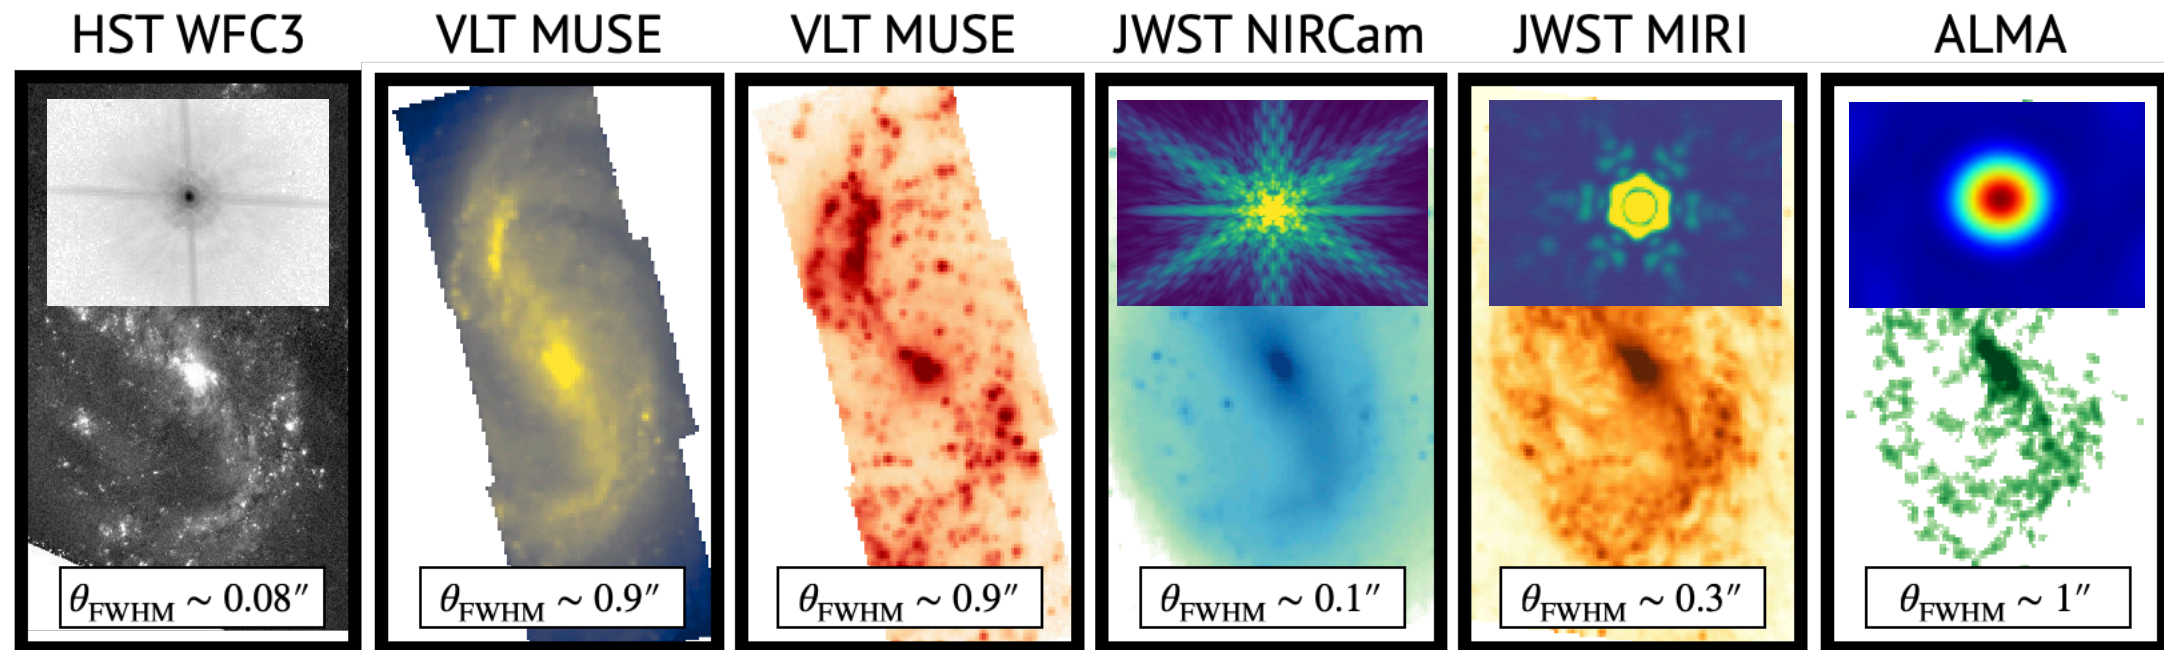 HST WFC3
VLT MUSE
VLT MUSE
JWST NIRCam
JWST MIRI
ALMA
θFWHM ~ 0.08″
θFWHM ~ 0.9″
θFWHM ~ 0.9″
θFWHM ~ 0.1″
θFWHM ~ 0.3″
θFWHM ~ 1″